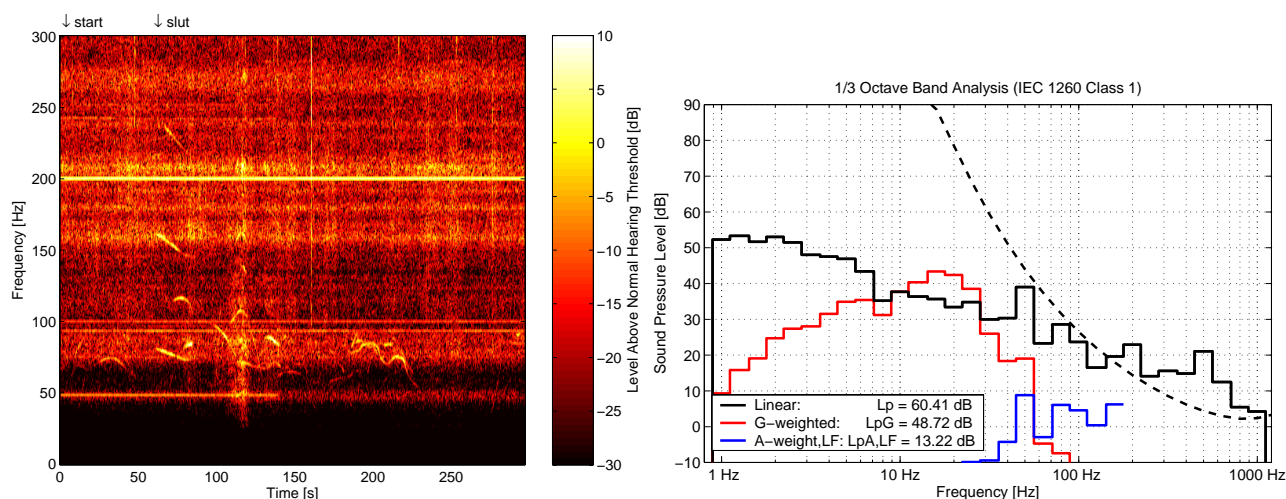 ↓ start ↓ slut
300
250
200
150
100
50
0
Frequency [Hz]
0 50 100 150 200 250
Time [s]
10
5
0
−5
−10
−15
−20
−25
−30
Level Above Normal Hearing Threshold [dB]
1/3 Octave Band Analysis (IEC 1260 Class 1)
90
80
70
60
50
40
30
20
10
0
−10
Sound Pressure Level [dB]
Linear: Lp = 60.41 dB
G-weighted: LpG = 48.72 dB
A-weight,LF: LpA,LF = 13.22 dB
1 Hz 10 Hz 100 Hz 1000 Hz
Frequency [Hz]